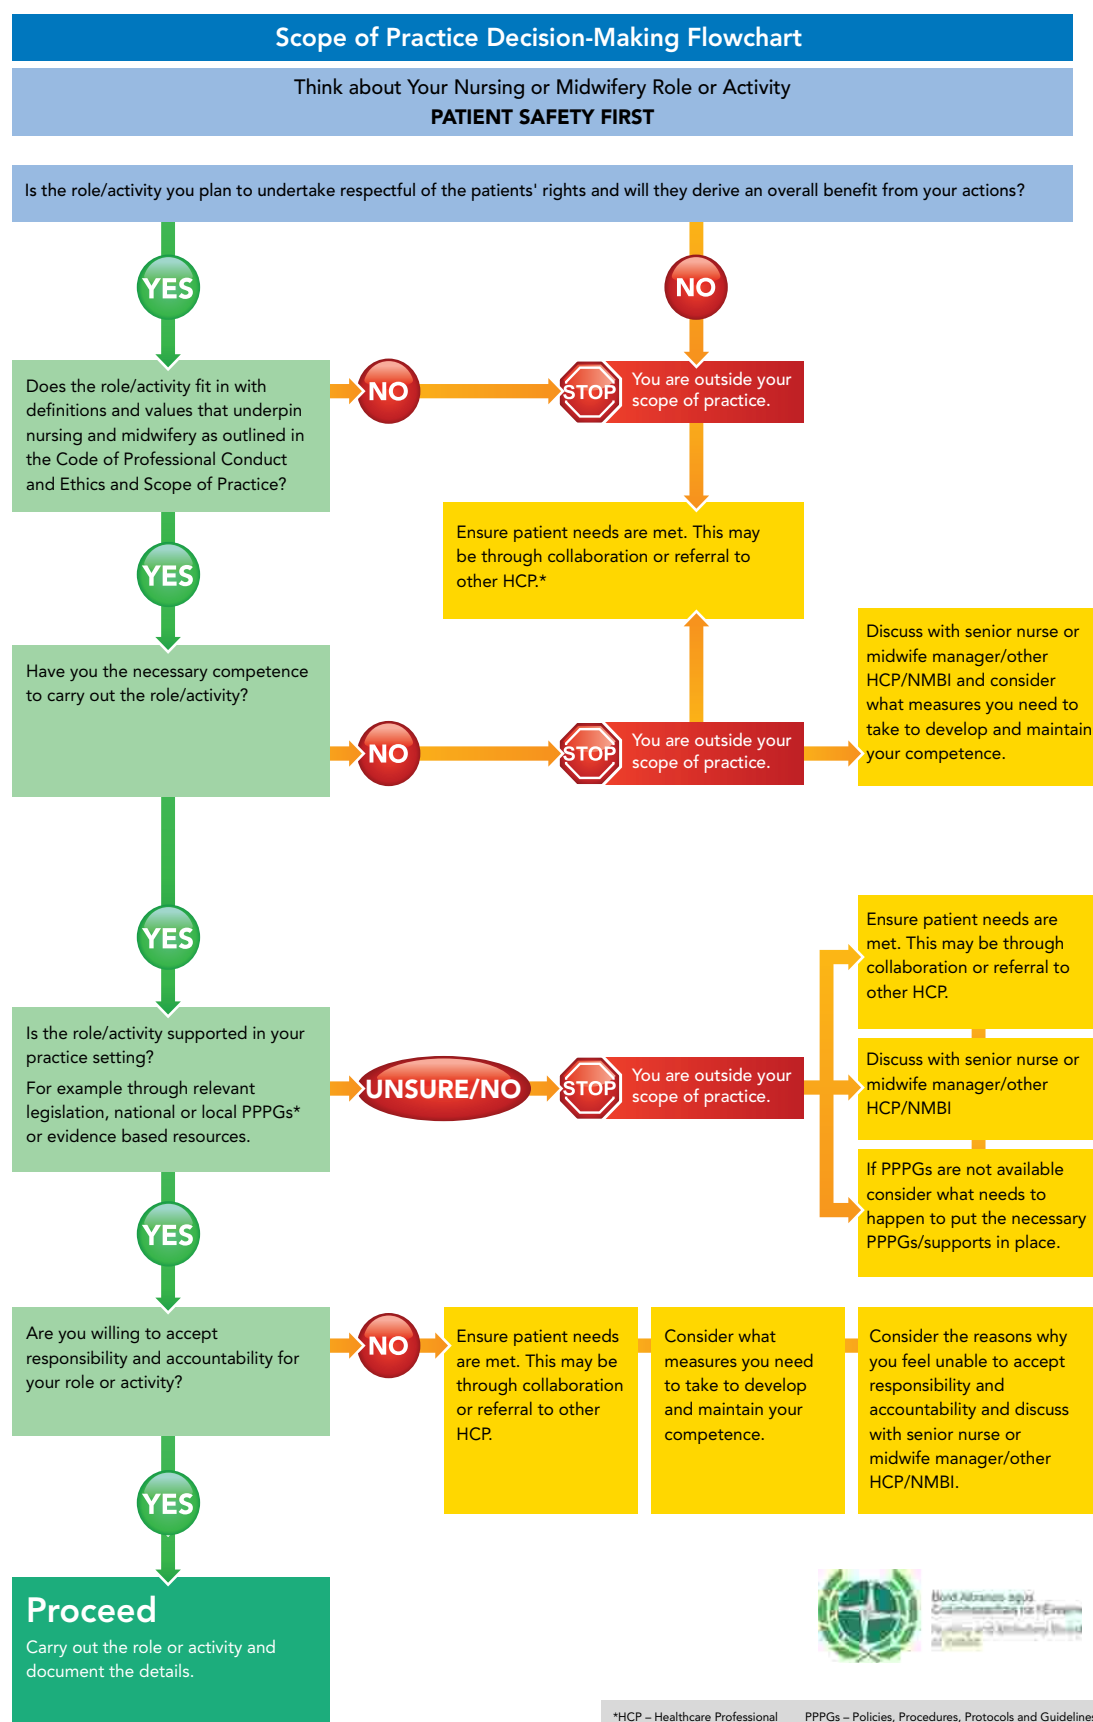 Scope of Practice Decision-Making Flowchart
Think about Your Nursing or Midwifery Role or Activity
PATIENT SAFETY FIRST
Is the role/activity you plan to undertake respectful of the patients' rights and will they derive an overall benefit from your actions?
YES
NO
Does the role/activity fit in with
definitions and values that underpin
nursing and midwifery as outlined in
the Code of Professional Conduct
and Ethics and Scope of Practice?
NO
STOP
You are outside your
scope of practice.
Ensure patient needs are met. This may
be through collaboration or referral to
other HCP.*
YES
Have you the necessary competence
to carry out the role/activity?
NO
STOP
You are outside your
scope of practice.
Discuss with senior nurse or
midwife manager/other
HCP/NMBI and consider
what measures you need to
take to develop and maintain
your competence.
YES
Is the role/activity supported in your
practice setting?
For example through relevant
legislation, national or local PPPGs*
or evidence based resources.
UNSURE/NO
STOP
You are outside your
scope of practice.
Ensure patient needs are
met. This may be through
collaboration or referral to
other HCP.
Discuss with senior nurse or
midwife manager/other
HCP/NMBI
If PPPGs are not available
consider what needs to
happen to put the necessary
PPPGs/supports in place.
YES
Are you willing to accept
responsibility and accountability for
your role or activity?
NO
Ensure patient needs
are met. This may be
through collaboration
or referral to other
HCP.
Consider what
measures you need
to take to develop
and maintain your
competence.
Consider the reasons why
you feel unable to accept
responsibility and
accountability and discuss
with senior nurse or
midwife manager/other
HCP/NMBI.
YES
Proceed
Carry out the role or activity and
document the details.
*HCP – Healthcare Professional PPPGs – Policies, Procedures, Protocols and Guidelines